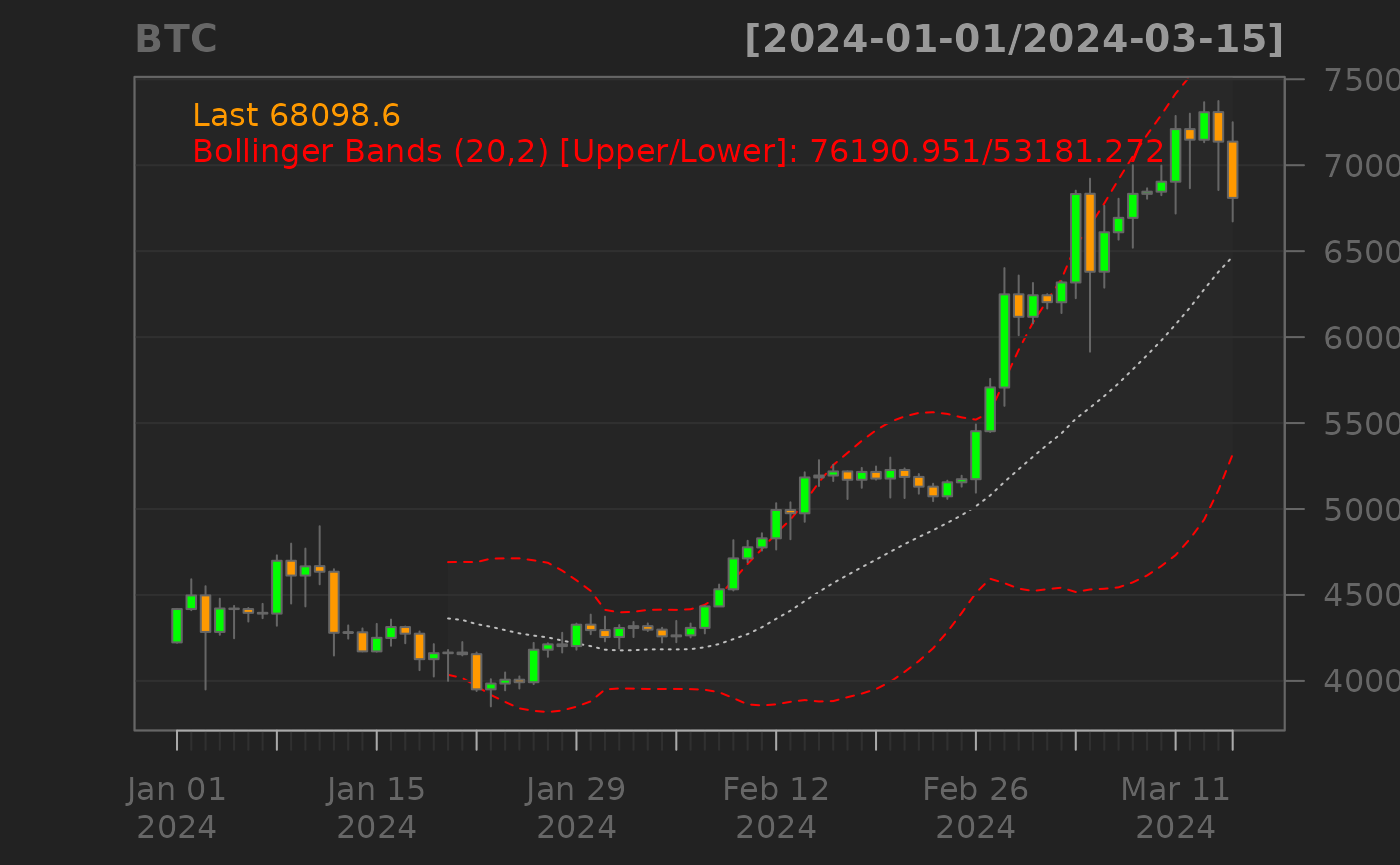 BTC [2024-01-01/2024-03-15]
Last 68098.6
Bollinger Bands (20,2) [Upper/Lower]: 76190.951/53181.272
7500
7000
6500
6000
5500
5000
4500
4000
Jan 01 Jan 15 Jan 29 Feb 12 Feb 26 Mar 11
2024 2024 2024 2024 2024 2024